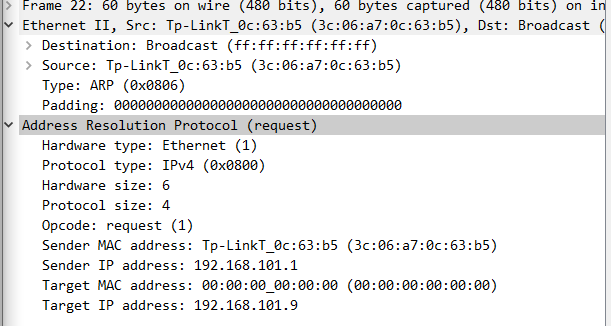 Frame 22: 60 bytes on wire (480 bits), 60 bytes captured (480 bits) on in
Ethernet II, Src: Tp-LinkT_0c:63:b5 (3c:06:a7:0c:63:b5), Dst: Broadcast (
Destination: Broadcast (ff:ff:ff:ff:ff:ff)
Source: Tp-LinkT_0c:63:b5 (3c:06:a7:0c:63:b5)
Type: ARP (0x0806)
Padding: 000000000000000000000000000000000000
Address Resolution Protocol (request)
Hardware type: Ethernet (1)
Protocol type: IPv4 (0x0800)
Hardware size: 6
Protocol size: 4
Opcode: request (1)
Sender MAC address: Tp-LinkT_0c:63:b5 (3c:06:a7:0c:63:b5)
Sender IP address: 192.168.101.1
Target MAC address: 00:00:00_00:00:00 (00:00:00:00:00:00)
Target IP address: 192.168.101.9